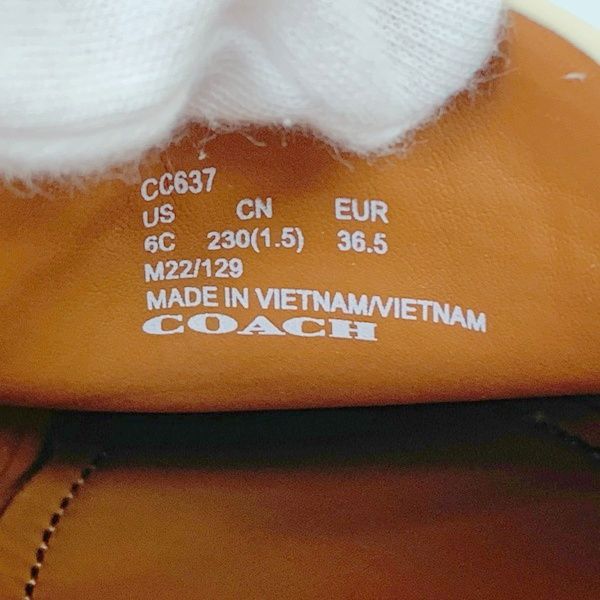 CC637
US CN EUR
6C 230(1.5) 36.5
M22/129
MADE IN VIETNAM/VIETNAM
COACH